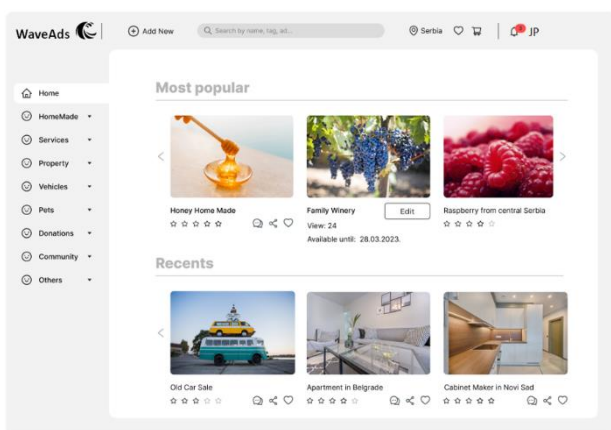 WaveAds
Add New
Search by name, tag, ad...
Serbia
3
JP
Home
HomeMade
Services
Property
Vehicles
Pets
Donations
Community
Others
Most popular
Honey Home Made
Family Winery
Edit
View: 24
Available until: 28.03.2023.
Raspberry from central Serbia
Recents
Old Car Sale
Apartment in Belgrade
Cabinet Maker in Novi Sad